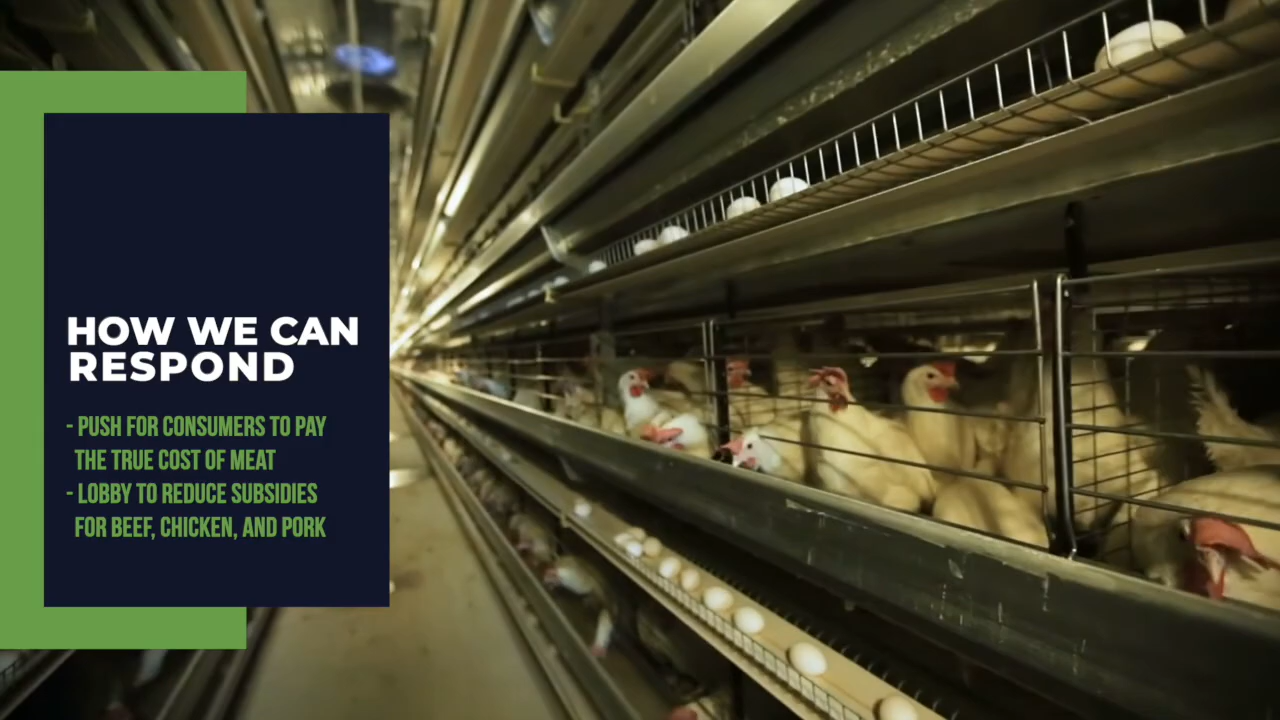 HOW WE CAN
RESPOND
- PUSH FOR CONSUMERS TO PAY
THE TRUE COST OF MEAT
- LOBBY TO REDUCE SUBSIDIES
FOR BEEF, CHICKEN, AND PORK